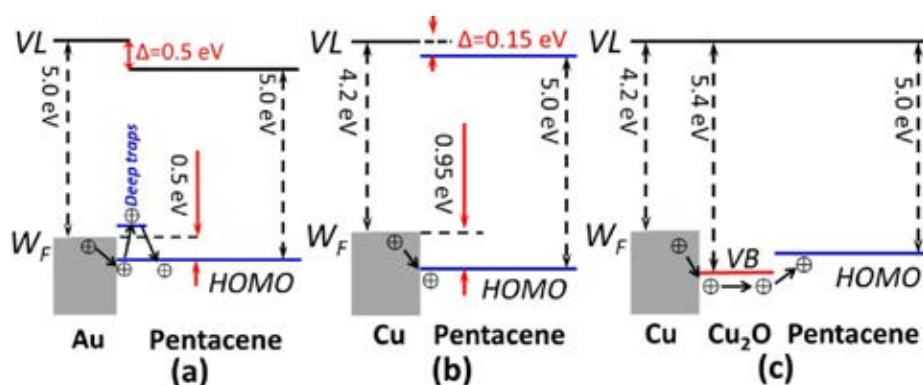 VL
Δ=0.5 eV
5.0 eV
5.0 eV
Deep traps
0.5 eV
W_F
HOMO
Au Pentacene
(a)
VL
Δ=0.15 eV
4.2 eV
5.0 eV
0.95 eV
W_F
HOMO
Cu Pentacene
(b)
VL
4.2 eV
5.4 eV
5.0 eV
W_F
VB
HOMO
Cu Cu₂O Pentacene
(c)